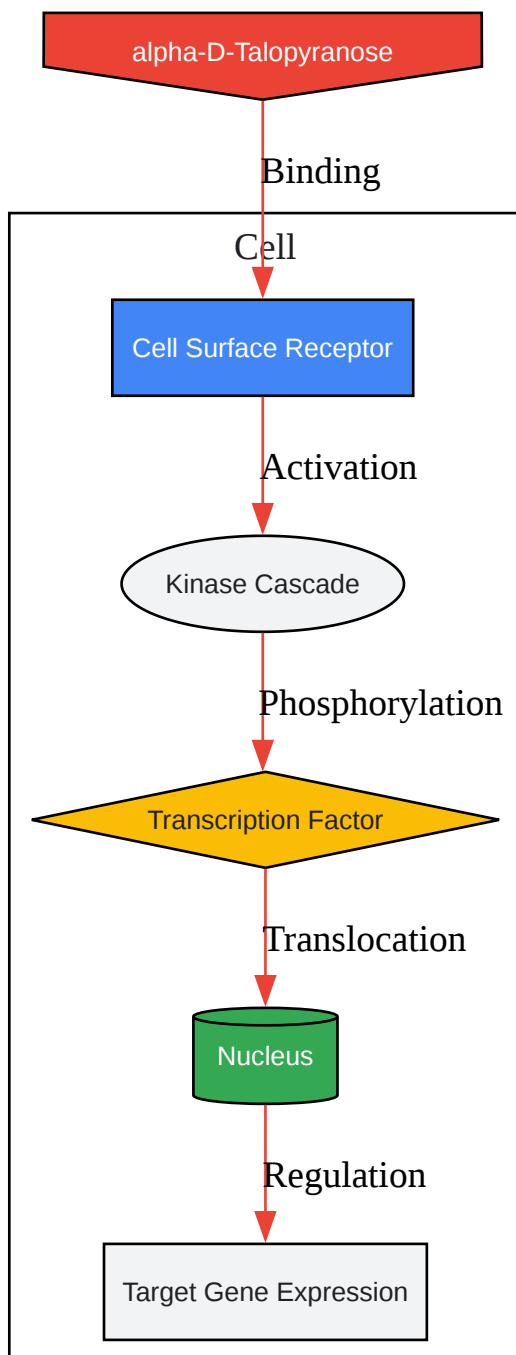 alpha-D-Talopyranose
Binding
Cell
Cell Surface Receptor
Activation
Kinase Cascade
Phosphorylation
Transcription Factor
Translocation
Nucleus
Regulation
Target Gene Expression